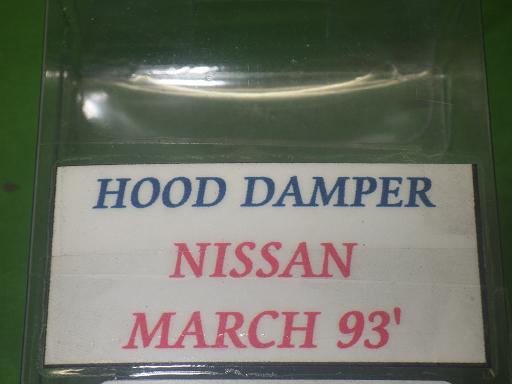 HOOD DAMPER
NISSAN
MARCH 93'